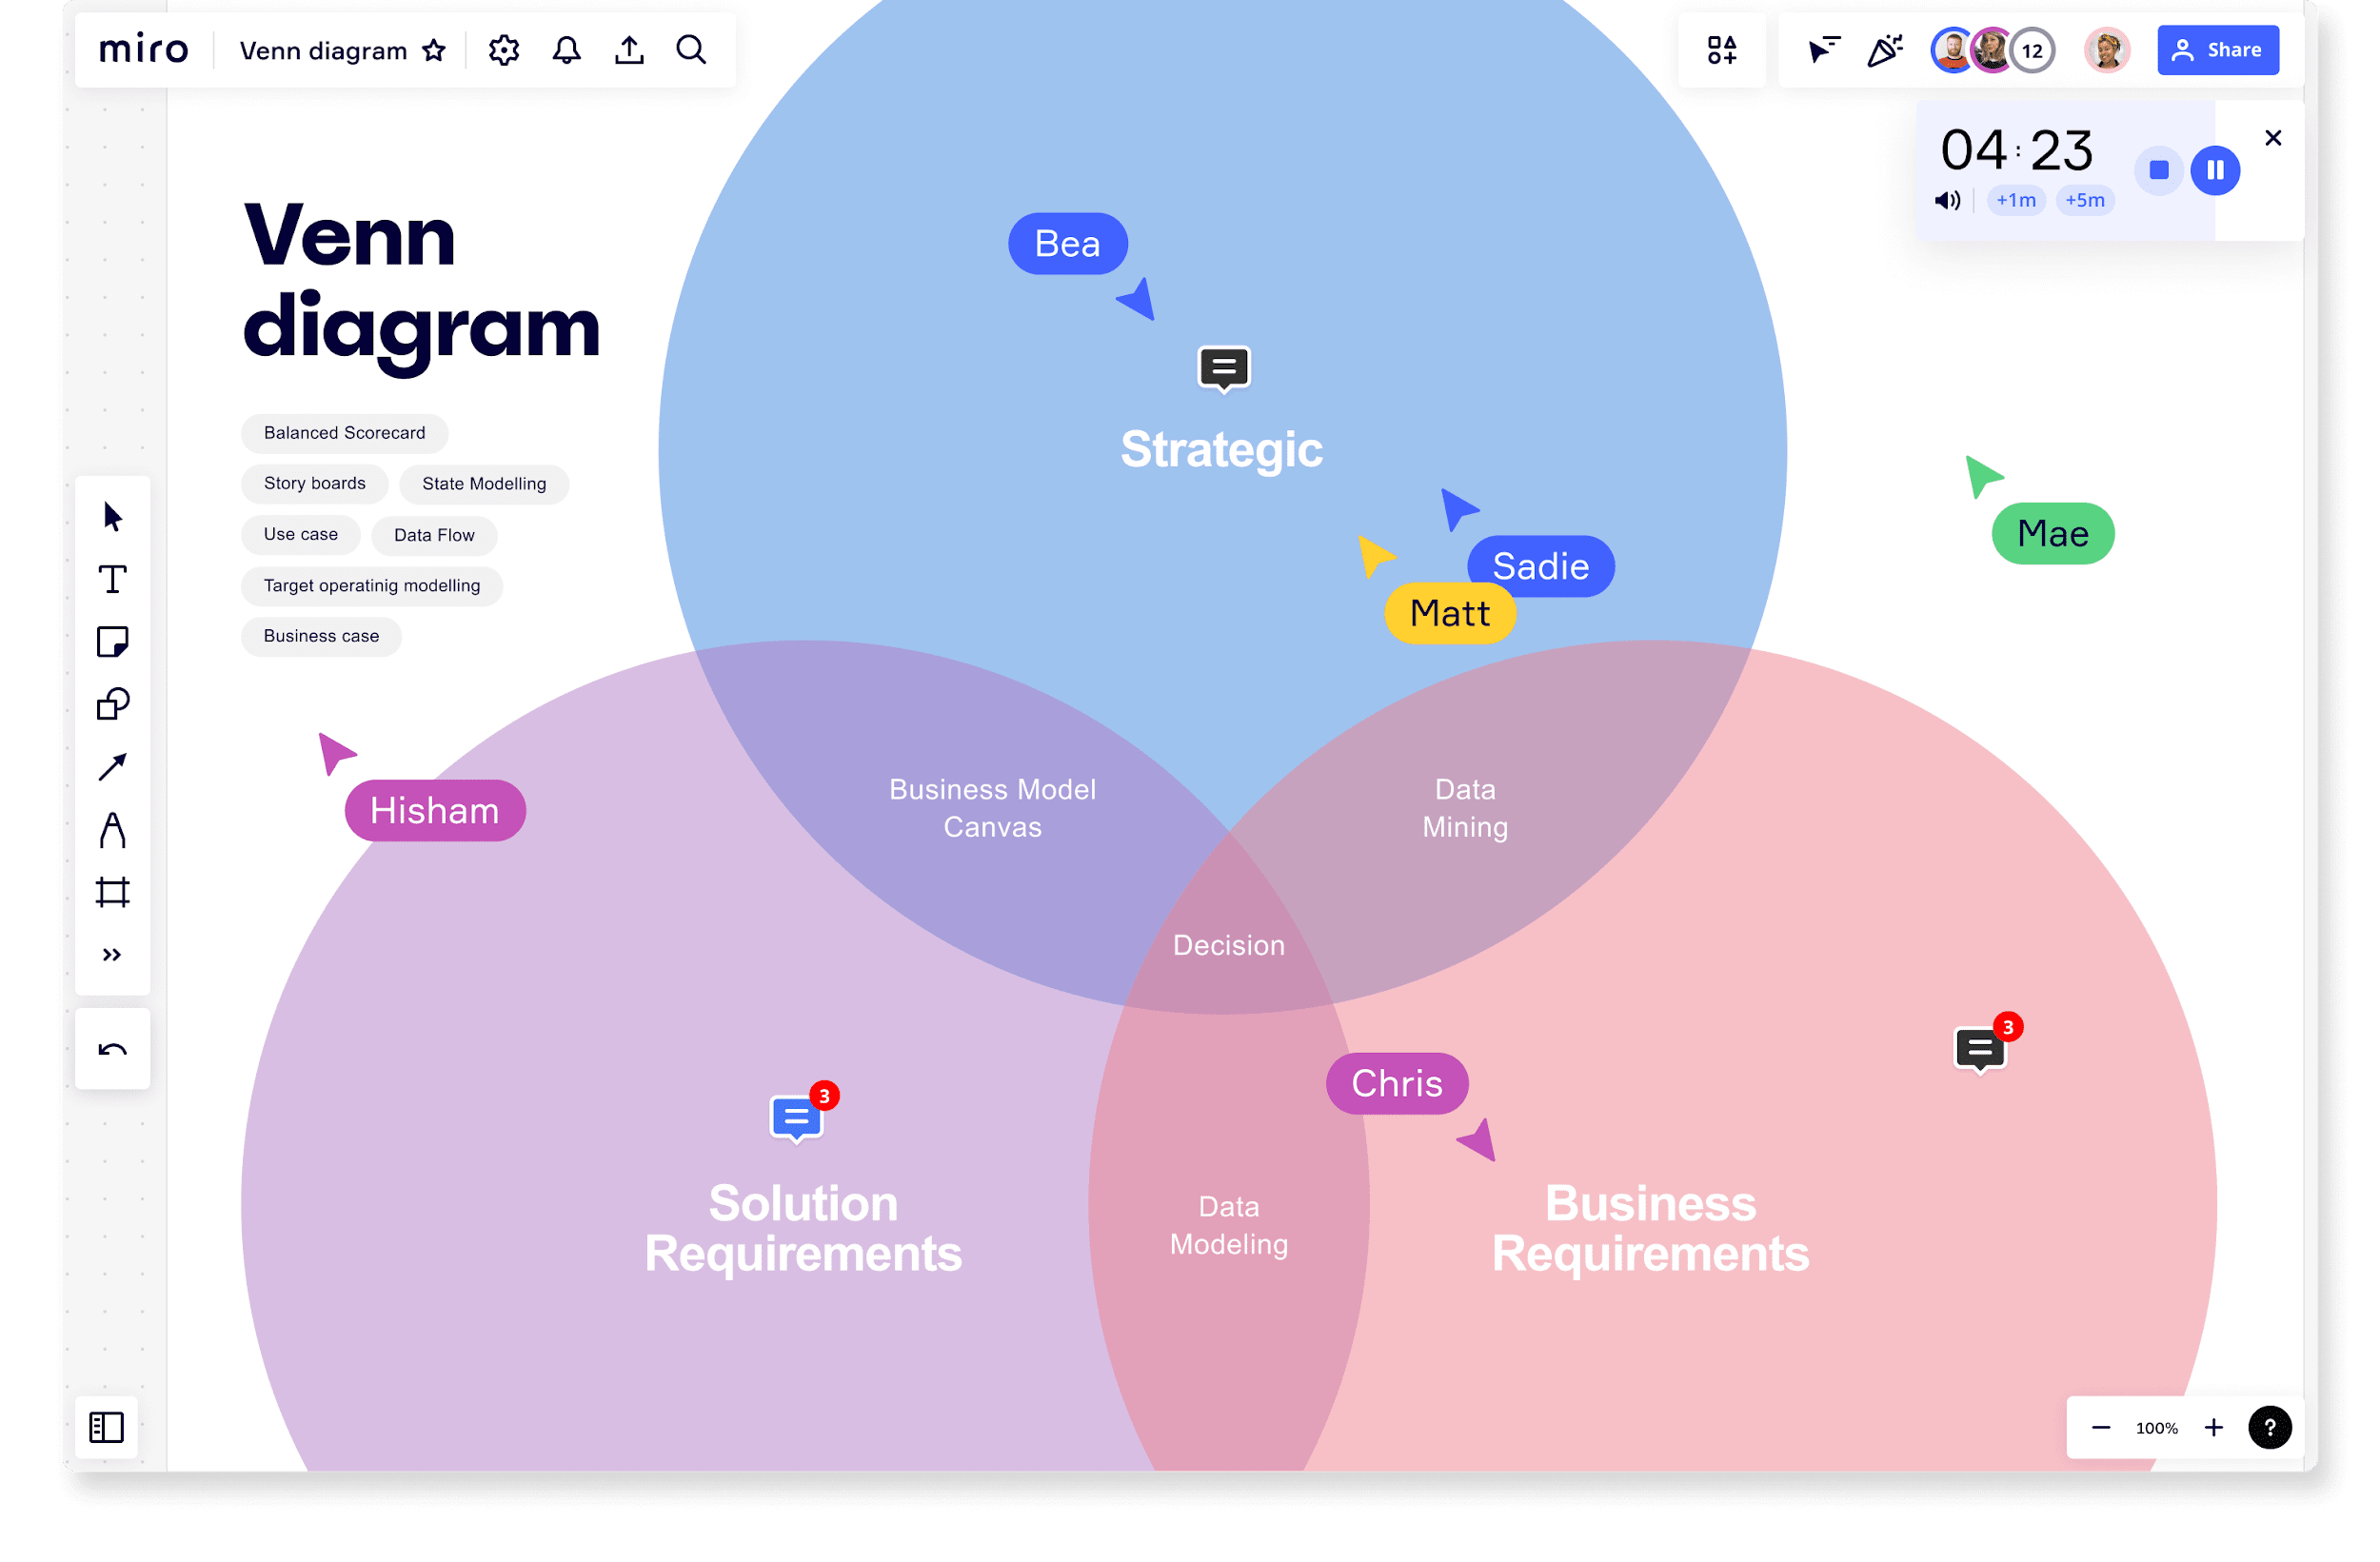 miro
Venn diagram
12
Share
04:23
+1m +5m
Venn
diagram
Balanced Scorecard
Story boards
State Modelling
Use case
Data Flow
Target operatinig modelling
Business case
Bea
Strategic
Sadie
Matt
Mae
Hisham
Business Model
Canvas
Data
Mining
Decision
Chris
3
3
Solution
Requirements
Data
Modeling
Business
Requirements
100%
?